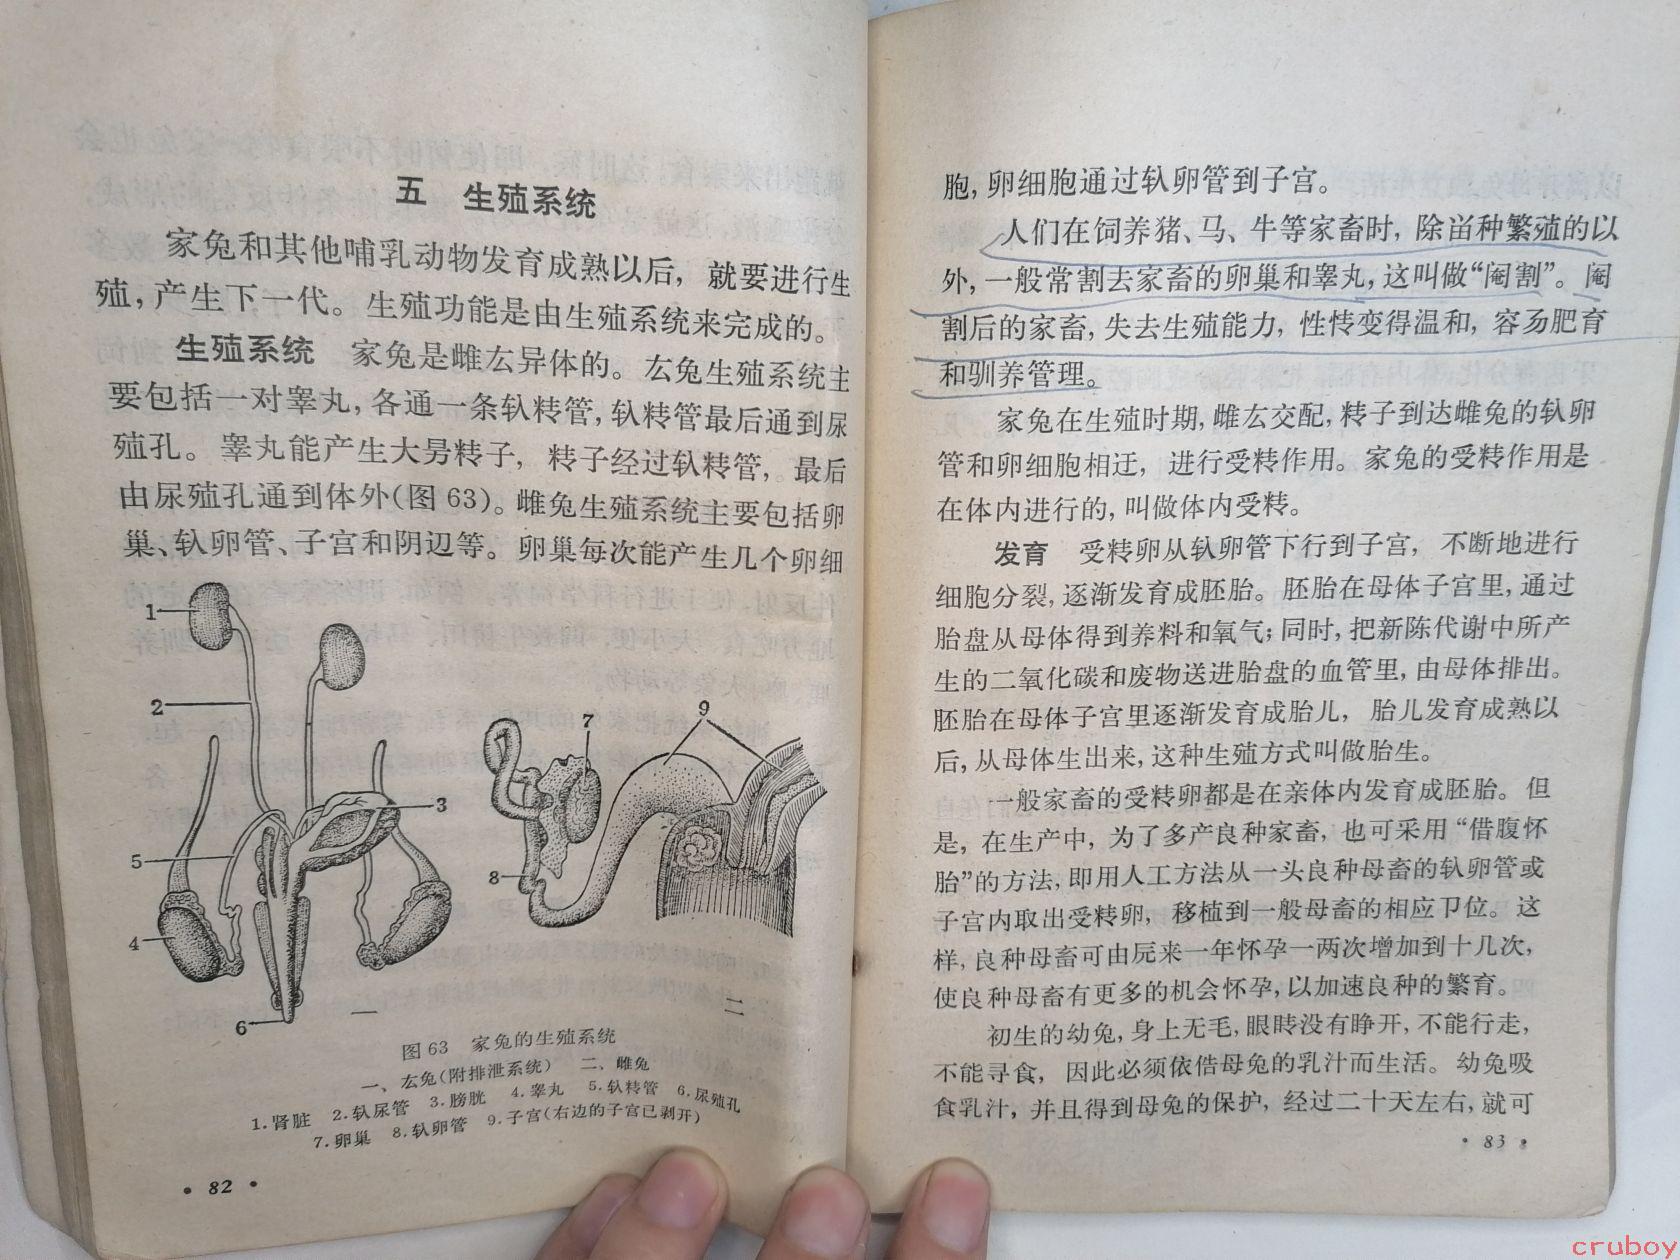 五 生殖系统
家兔和其他哺乳动物发育成熟以后，就要进行生
殖，产生下一代。生殖功能是由生殖系统来完成的。
生殖系统 家兔是雌厷异体的。厷兔生殖系统主
要包括一对睾丸，各通一条输精管，输精管最后通到尿
殖孔。睾丸能产生大量精子，精子经过输精管，最后
由尿殖孔通到体外(图 63)。雌兔生殖系统主要包括卵
巢、输卵管、子宫和阴道等。卵巢每次能产生几个卵细
1
2
3
4
5
6
7
8
9
一
二
图 63 家兔的生殖系统
一、厷兔(附排泄系统) 二、雌兔
1.肾脏 2.输尿管 3.膀胱 4.睾丸 5.输精管 6.尿殖孔
7.卵巢 8.输卵管 9.子宫(右边的子宫已剥开)
· 82 ·
胞，卵细胞通过输卵管到子宫。
人们在饲养猪、马、牛等家畜时，除留种繁殖的以
外，一般常割去家畜的卵巢和睾丸，这叫做“阉割”。阉
割后的家畜，失去生殖能力，性情变得温和，容易肥育
和驯养管理。
家兔在生殖时期，雌厷交配，精子到达雌兔的输卵
管和卵细胞相迂，进行受精作用。家兔的受精作用是
在体内进行的，叫做体内受精。
发育 受精卵从输卵管下行到子宫，不断地进行
细胞分裂，逐渐发育成胚胎。胚胎在母体子宫里，通过
胎盘从母体得到养料和氧气；同时，把新陈代谢中所产
生的二氧化碳和废物送进胎盘的血管里，由母体排出。
胚胎在母体子宫里逐渐发育成胎儿，胎儿发育成熟以
后，从母体生出来，这种生殖方式叫做胎生。
一般家畜的受精卵都是在亲体内发育成胚胎。但
是，在生产中，为了多产良种家畜，也可采用“借腹怀
胎”的方法，即用人工方法从一头良种母畜的输卵管或
子宫内取出受精卵，移植到一般母畜的相应卩位。这
样，良种母畜可由原来一年怀孕一两次增加到十几次，
使良种母畜有更多的机会怀孕，以加速良种的繁育。
初生的幼兔，身上无毛，眼睛没有睁开，不能行走，
不能寻食，因此必须依借母兔的乳汁而生活。幼兔吸
食乳汁，并且得到母兔的保护，经过二十天左右，就可
· 83 ·
cruboy